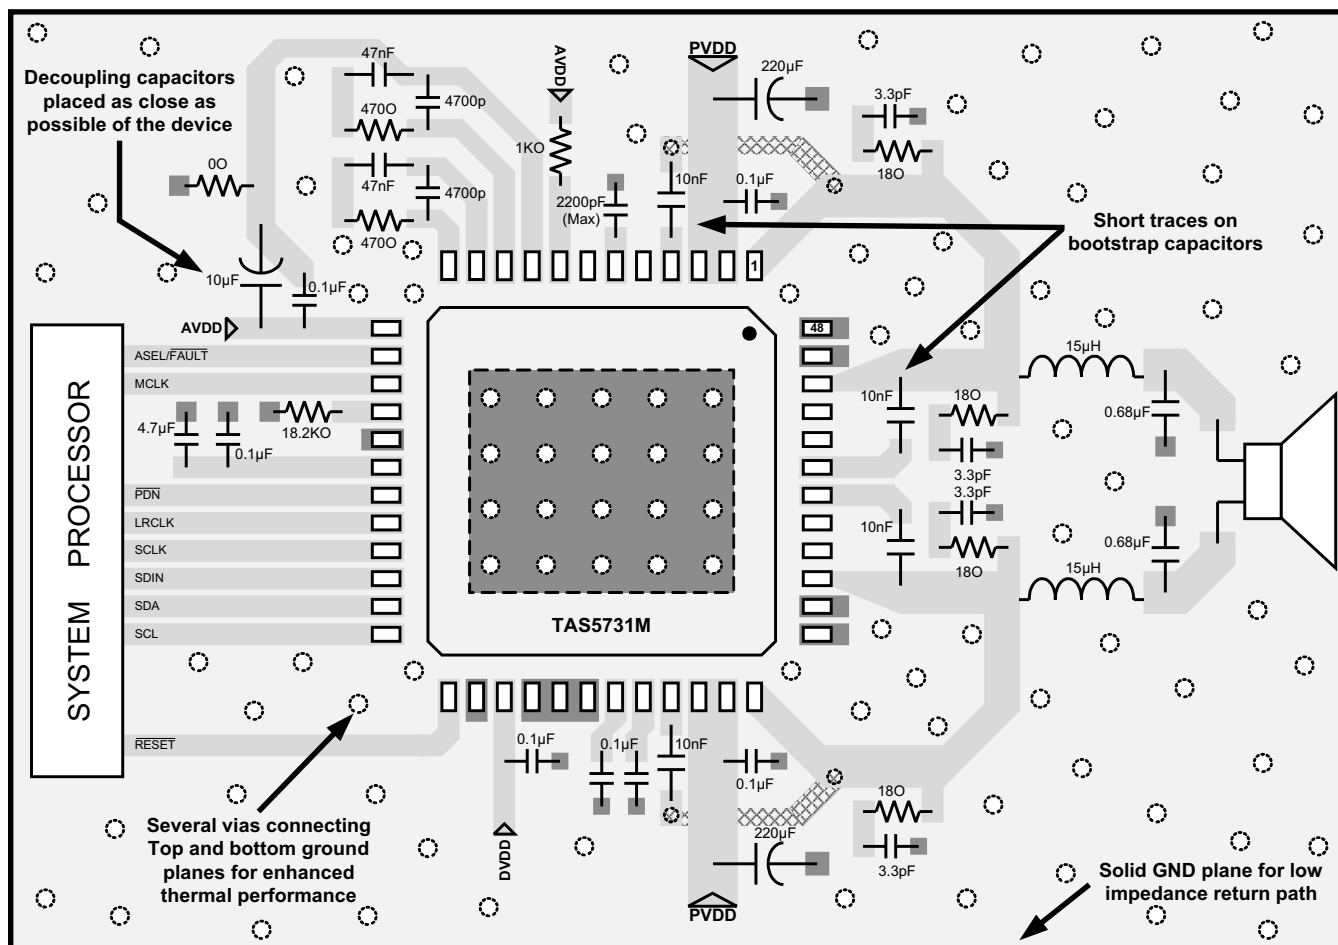 Decoupling capacitors
placed as close as
possible of the device
47nF
4700p
470O
47nF
4700p
470O
0O
AVDD
1KO
2200pF
(Max)
10nF
PVDD
220µF
0.1µF
3.3pF
18O
Short traces on
bootstrap capacitors
10µF
0.1µF
AVDD
1
48
SYSTEM PROCESSOR
ASEL/FAULT
MCLK
4.7µF
0.1µF
18.2KO
PDN
LRCLK
SCLK
SDIN
SDA
SCL
RESET
TAS5731M
10nF
18O
3.3pF
3.3pF
10nF
18O
15µH
0.68µF
0.68µF
15µH
0.1µF
0.1µF
10nF
0.1µF
18O
3.3pF
220µF
DVDD
PVDD
Several vias connecting
Top and bottom ground
planes for enhanced
thermal performance
Solid GND plane for low
impedance return path